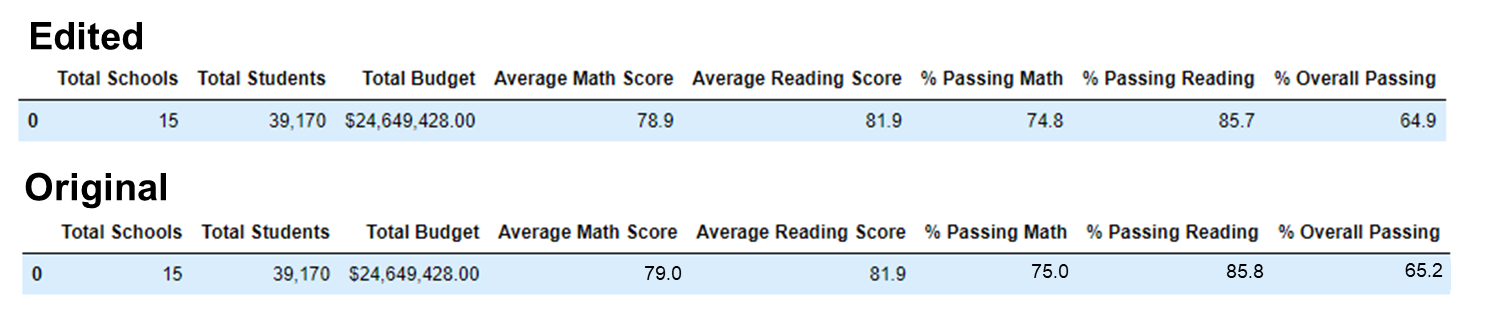 Edited
Total Schools Total Students Total Budget Average Math Score Average Reading Score % Passing Math % Passing Reading % Overall Passing
0 15 39,170 $24,649,428.00 78.9 81.9 74.8 85.7 64.9
Original
Total Schools Total Students Total Budget Average Math Score Average Reading Score % Passing Math % Passing Reading % Overall Passing
0 15 39,170 $24,649,428.00 79.0 81.9 75.0 85.8 65.2